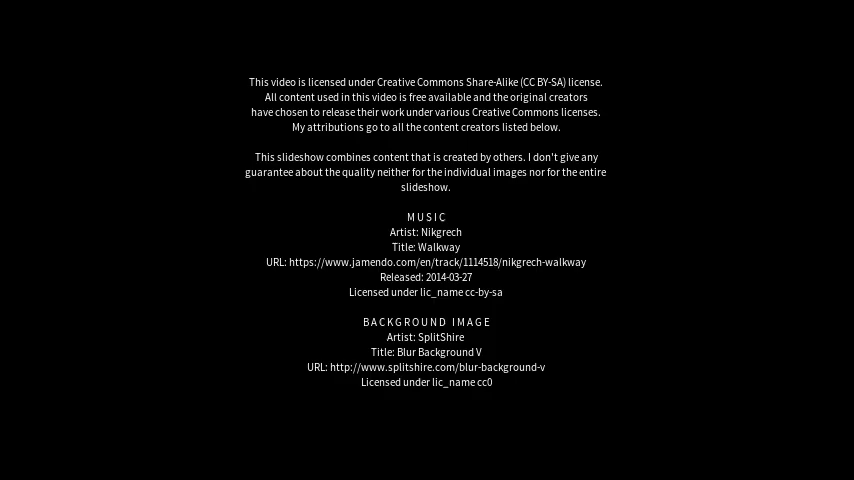 This video is licensed under Creative Commons Share-Alike (CC BY-SA) license.
All content used in this video is free available and the original creators
have chosen to release their work under various Creative Commons licenses.
My attributions go to all the content creators listed below.
This slideshow combines content that is created by others. I don't give any
guarantee about the quality neither for the individual images nor for the entire
slideshow.
MUSIC
Artist: Nikgrech
Title: Walkway
URL: https://www.jamendo.com/en/track/1114518/nikgrech-walkway
Released: 2014-03-27
Licensed under lic_name cc-by-sa
BACKGROUND IMAGE
Artist: SplitShire
Title: Blur Background V
URL: http://www.splitshire.com/blur-background-v
Licensed under lic_name cc0